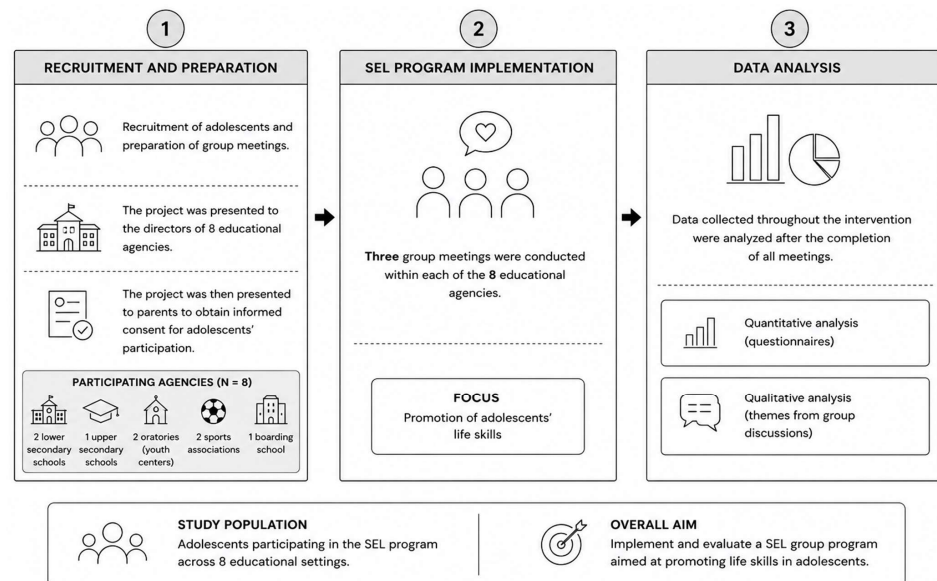 1
RECRUITMENT AND PREPARATION
Recruitment of adolescents and
preparation of group meetings.
The project was presented to
the directors of 8 educational
agencies.
The project was then presented
to parents to obtain informed
consent for adolescents'
participation.
PARTICIPATING AGENCIES (N = 8)
2 lower
secondary
schools
1 upper
secondary
schools
2 oratories
(youth
centers)
2 sports
associations
1 boarding
school
2
SEL PROGRAM IMPLEMENTATION
Three group meetings were conducted
within each of the 8 educational
agencies.
FOCUS
Promotion of adolescents'
life skills
3
DATA ANALYSIS
Data collected throughout the intervention
were analyzed after the completion
of all meetings.
Quantitative analysis
(questionnaires)
Qualitative analysis
(themes from group
discussions)
STUDY POPULATION
Adolescents participating in the SEL program
across 8 educational settings.
OVERALL AIM
Implement and evaluate a SEL group program
aimed at promoting life skills in adolescents.